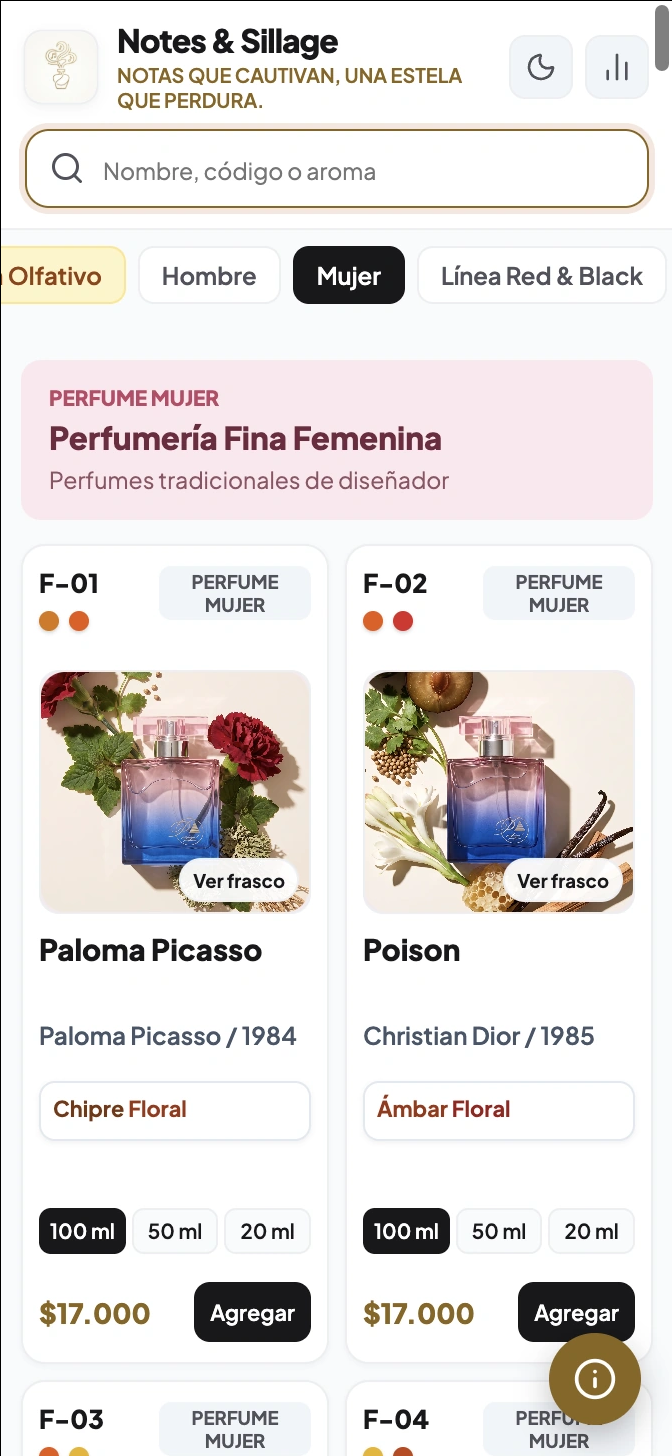 Notes & Sillage
NOTAS QUE CAUTIVAN, UNA ESTELA
QUE PERDURA.
Nombre, código o aroma
Olfativo
Hombre
Mujer
Línea Red & Black
PERFUME MUJER
Perfumería Fina Femenina
Perfumes tradicionales de diseñador
F-01
PERFUME
MUJER
Ver frasco
Paloma Picasso
Paloma Picasso / 1984
Chipre Floral
100 ml
50 ml
20 ml
$17.000
Agregar
F-02
PERFUME
MUJER
Ver frasco
Poison
Christian Dior / 1985
Ámbar Floral
100 ml
50 ml
20 ml
$17.000
Agregar
F-03
PERFUME
MUJER
F-04
PERFUME
MUJER